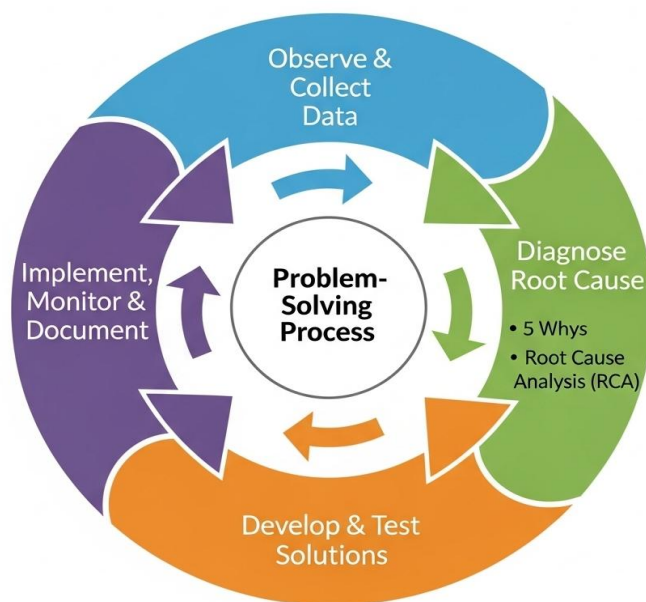 Observe &
Collect
Data
Diagnose
Root Cause
• 5 Whys
• Root Cause
Analysis (RCA)
Develop & Test
Solutions
Implement,
Monitor &
Document
Problem-
Solving
Process